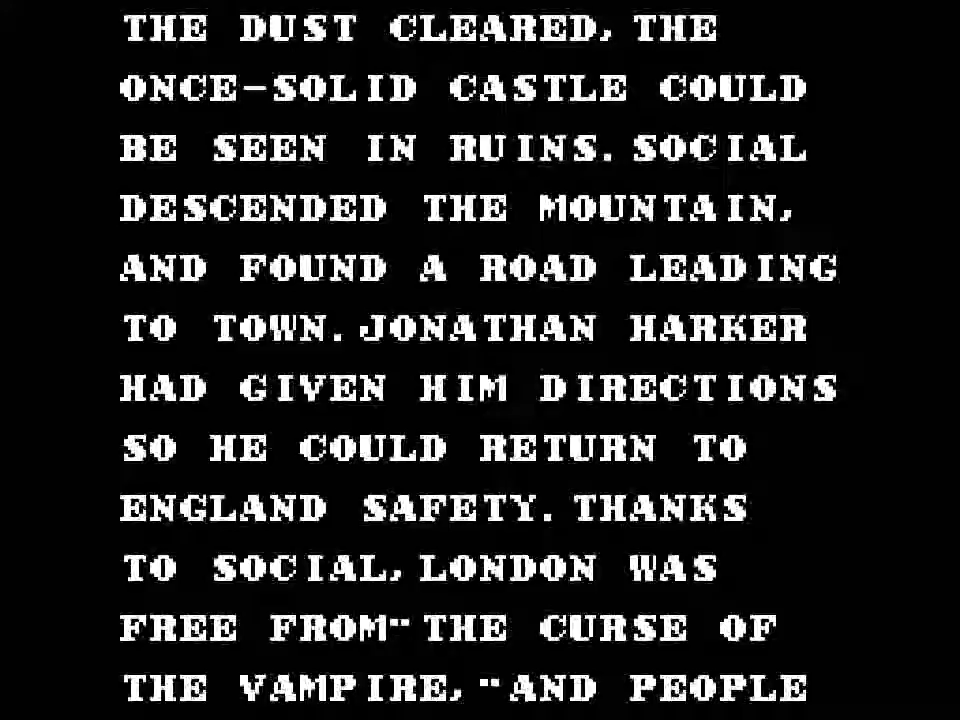 THE DUST CLEARED, THE
ONCE-SOLID CASTLE COULD
BE SEEN IN RUINS. SOCIAL
DESCENDED THE MOUNTAIN,
AND FOUND A ROAD LEADING
TO TOWN. JONATHAN HARKER
HAD GIVEN HIM DIRECTIONS
SO HE COULD RETURN TO
ENGLAND SAFETY. THANKS
TO SOCIAL, LONDON WAS
FREE FROM" THE CURSE OF
THE VAMPIRE, "AND PEOPLE